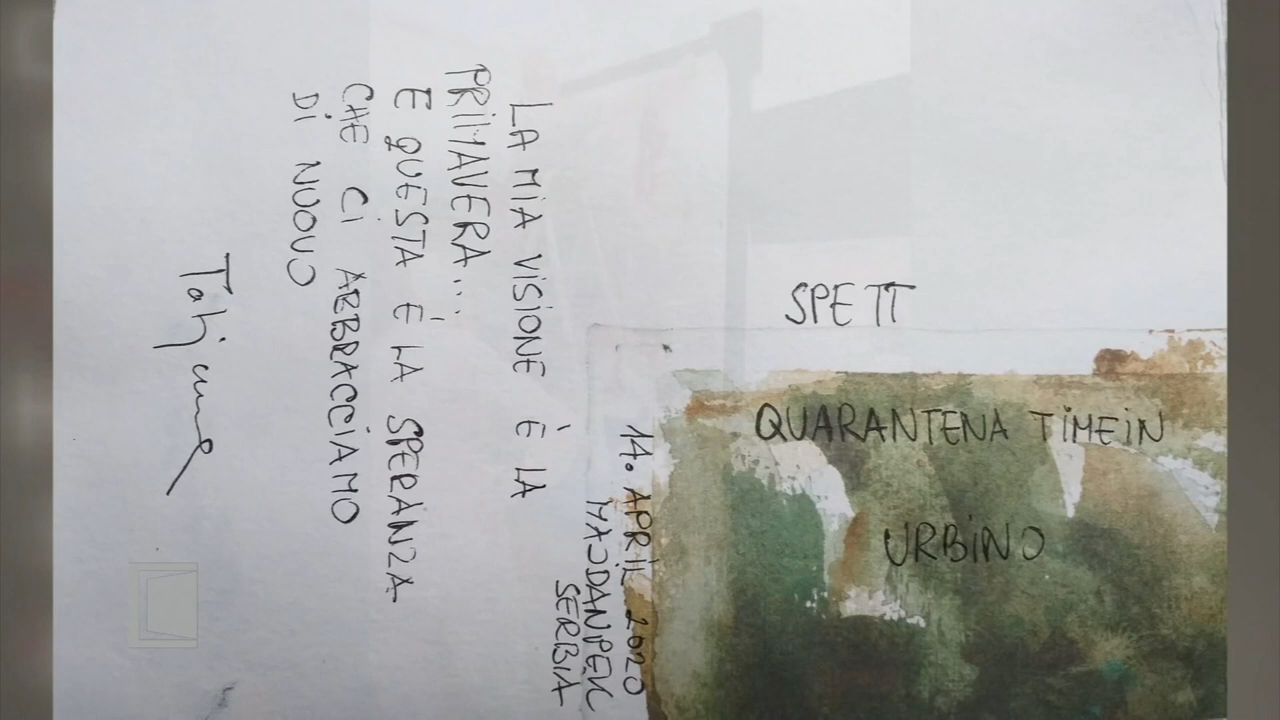 LA MIA VISIONE È LA
PRIMAVERA...
E QUESTA É LA SPERANZA
CHE CI ABBRACCIAMO
DI NUOVO
Tatjana
14. APRIL 2020
MAJDANPEK
SERBIA
SPETT
QUARANTENA TIMEIN
URBINO